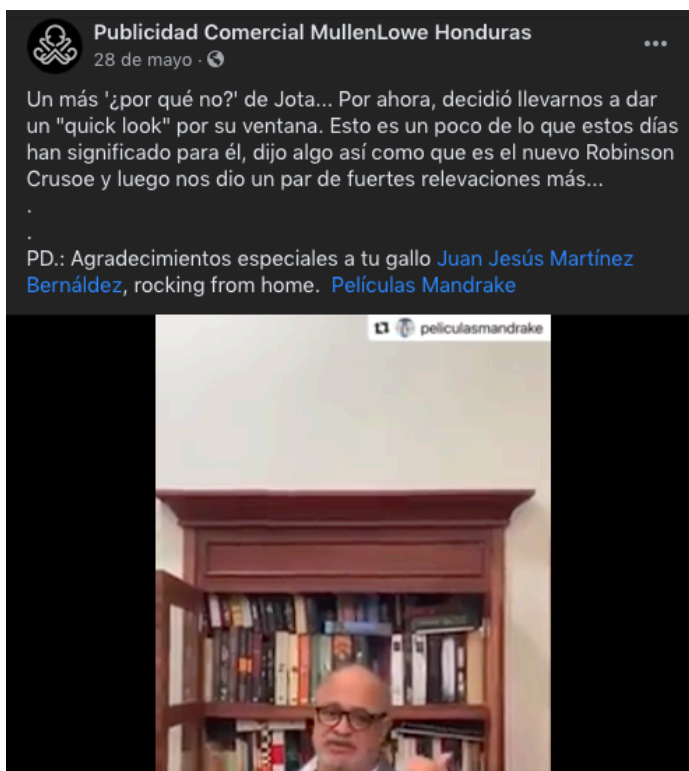 Publicidad Comercial MullenLowe Honduras
28 de mayo ·
Un más '¿por qué no?' de Jota... Por ahora, decidió llevarnos a dar
un "quick look" por su ventana. Esto es un poco de lo que estos días
han significado para él, dijo algo así como que es el nuevo Robinson
Crusoe y luego nos dio un par de fuertes relevaciones más...
.
.
PD.: Agradecimientos especiales a tu gallo Juan Jesús Martínez
Bernáldez, rocking from home. Películas Mandrake
peliculasmandrake